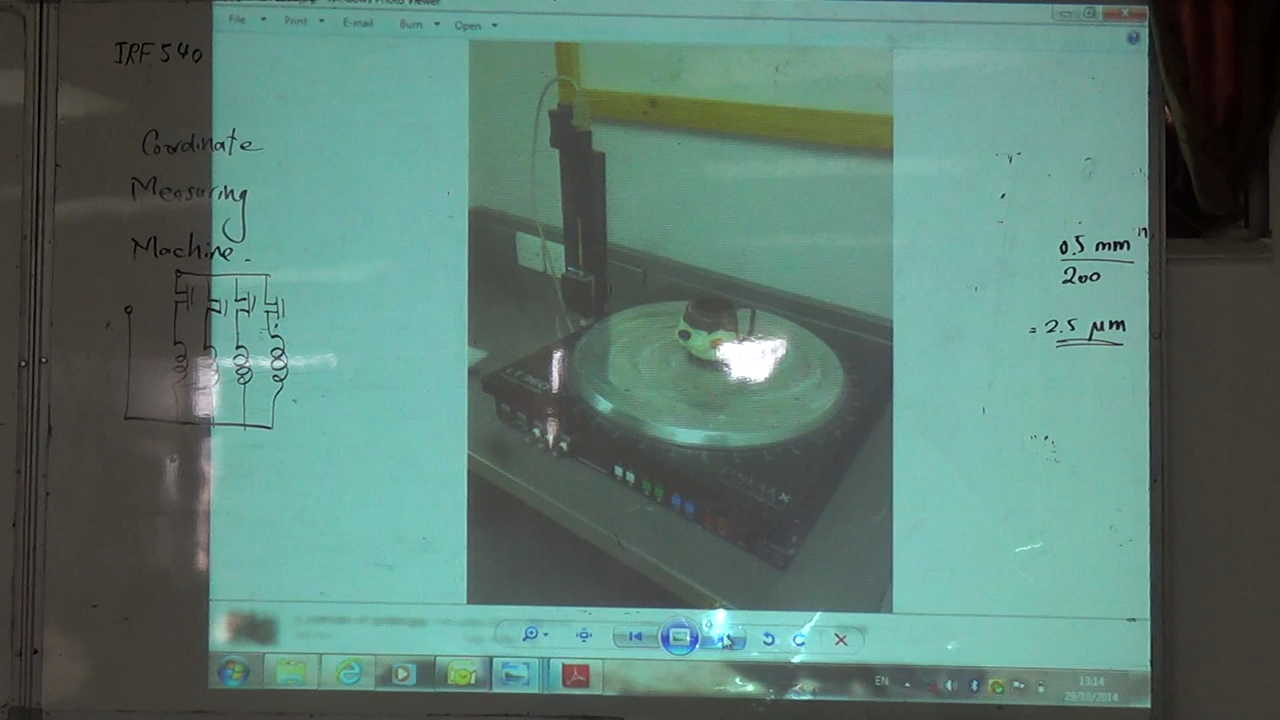 File Print E-mail Burn Open
IRF 540
Coordinate
Measuring
Machine.
0.5 mm
200
= 2.5 μm
EN
13:14
29/10/2014